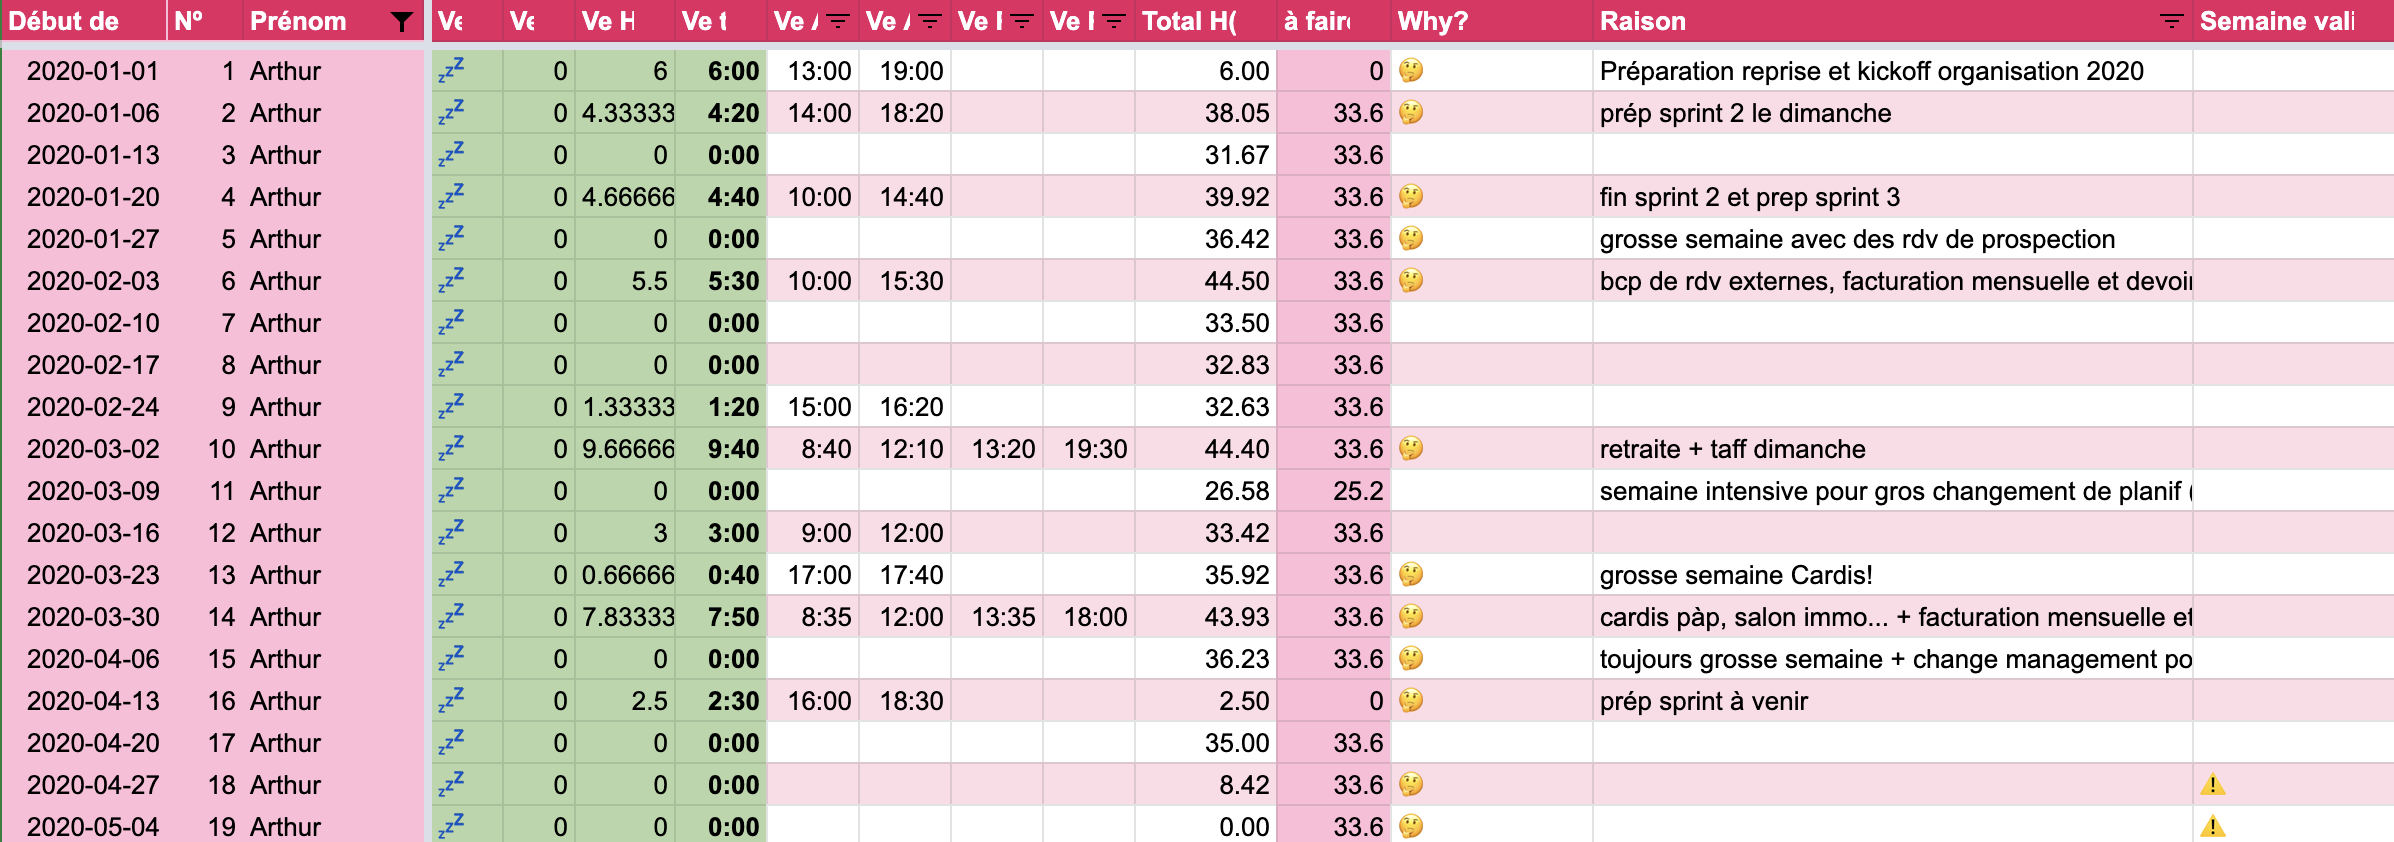 Début de Nº Prénom Ve Ve Ve H Ve t Ve A Ve A Ve Ve Total H( à faire Why? Raison Semaine vali
2020-01-01 1 Arthur 💤 0 6 6:00 13:00 19:00 6.00 0 🤔 Préparation reprise et kickoff organisation 2020
2020-01-06 2 Arthur 💤 0 4.33333 4:20 14:00 18:20 38.05 33.6 🤔 prép sprint 2 le dimanche
2020-01-13 3 Arthur 💤 0 0 0:00 31.67 33.6
2020-01-20 4 Arthur 💤 0 4.66666 4:40 10:00 14:40 39.92 33.6 🤔 fin sprint 2 et prep sprint 3
2020-01-27 5 Arthur 💤 0 0 0:00 36.42 33.6 🤔 grosse semaine avec des rdv de prospection
2020-02-03 6 Arthur 💤 0 5.5 5:30 10:00 15:30 44.50 33.6 🤔 bcp de rdv externes, facturation mensuelle et devoir
2020-02-10 7 Arthur 💤 0 0 0:00 33.50 33.6
2020-02-17 8 Arthur 💤 0 0 0:00 32.83 33.6
2020-02-24 9 Arthur 💤 0 1.33333 1:20 15:00 16:20 32.63 33.6
2020-03-02 10 Arthur 💤 0 9.66666 9:40 8:40 12:10 13:20 19:30 44.40 33.6 🤔 retraite + taff dimanche
2020-03-09 11 Arthur 💤 0 0 0:00 26.58 25.2 semaine intensive pour gros changement de planif (
2020-03-16 12 Arthur 💤 0 3 3:00 9:00 12:00 33.42 33.6
2020-03-23 13 Arthur 💤 0 0.66666 0:40 17:00 17:40 35.92 33.6 🤔 grosse semaine Cardis!
2020-03-30 14 Arthur 💤 0 7.83333 7:50 8:35 12:00 13:35 18:00 43.93 33.6 🤔 cardis pàp, salon immo... + facturation mensuelle et
2020-04-06 15 Arthur 💤 0 0 0:00 36.23 33.6 🤔 toujours grosse semaine + change management po
2020-04-13 16 Arthur 💤 0 2.5 2:30 16:00 18:30 2.50 0 🤔 prép sprint à venir
2020-04-20 17 Arthur 💤 0 0 0:00 35.00 33.6
2020-04-27 18 Arthur 💤 0 0 0:00 8.42 33.6 🤔 ⚠️
2020-05-04 19 Arthur 💤 0 0 0:00 0.00 33.6 🤔 ⚠️